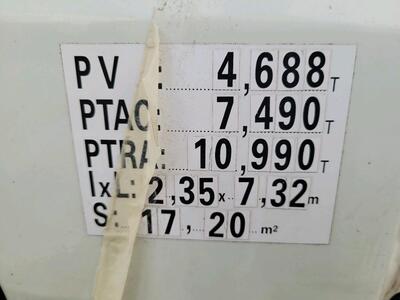 PV : 4,688 T
PTAC: 7,490 T
PTRA: 10,990 T
lxL: 2,35 x 7,32 m
S: 17, 20 m²